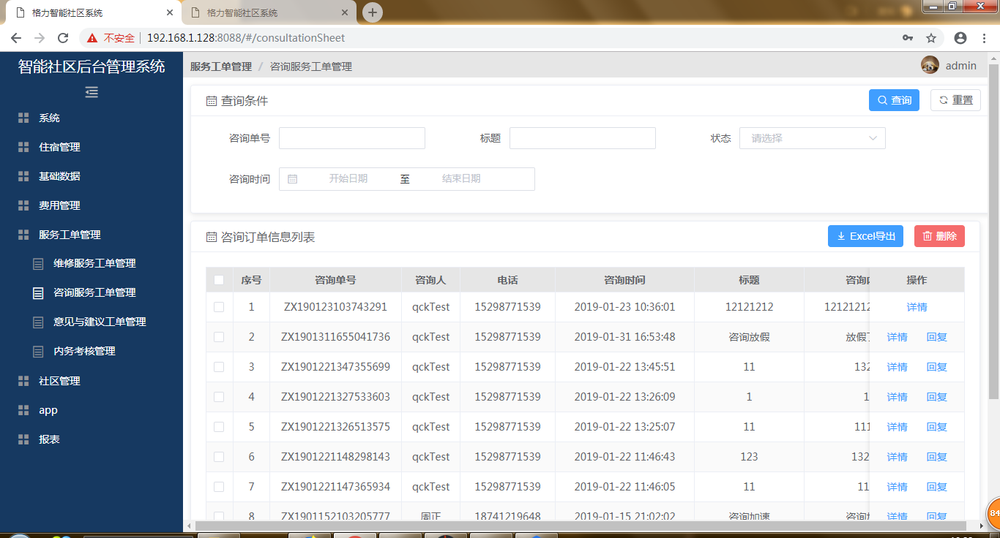 格力智能社区系统
格力智能社区系统
不安全 192.168.1.128:8088/#/consultationSheet
智能社区后台管理系统
系统
住宿管理
基础数据
费用管理
服务工单管理
维修服务工单管理
咨询服务工单管理
意见与建议工单管理
内务考核管理
社区管理
app
报表
服务工单管理 / 咨询服务工单管理
admin
查询条件
查询 重置
咨询单号 标题 状态 请选择
咨询时间 开始日期 至 结束日期
咨询订单信息列表
Excel导出 删除
序号 咨询单号 咨询人 电话 咨询时间 标题 咨询 操作
1 ZX190123103743291 qckTest 15298771539 2019-01-23 10:36:01 12121212 1212121 详情
2 ZX1901311655041736 qckTest 15298771539 2019-01-31 16:53:48 咨询放假 放假 详情 回复
3 ZX1901221347355699 qckTest 15298771539 2019-01-22 13:45:51 11 132 详情 回复
4 ZX1901221327533603 qckTest 15298771539 2019-01-22 13:26:09 1 1 详情 回复
5 ZX1901221326513575 qckTest 15298771539 2019-01-22 13:25:07 11 111 详情 回复
6 ZX1901221148298143 qckTest 15298771539 2019-01-22 11:46:43 123 132 详情 回复
7 ZX1901221147365934 qckTest 15298771539 2019-01-22 11:46:05 11 11 详情 回复
8 ZX1901152103205777 周正 18741219648 2019-01-15 21:02:02 咨询加速 咨询 详情 回复
84